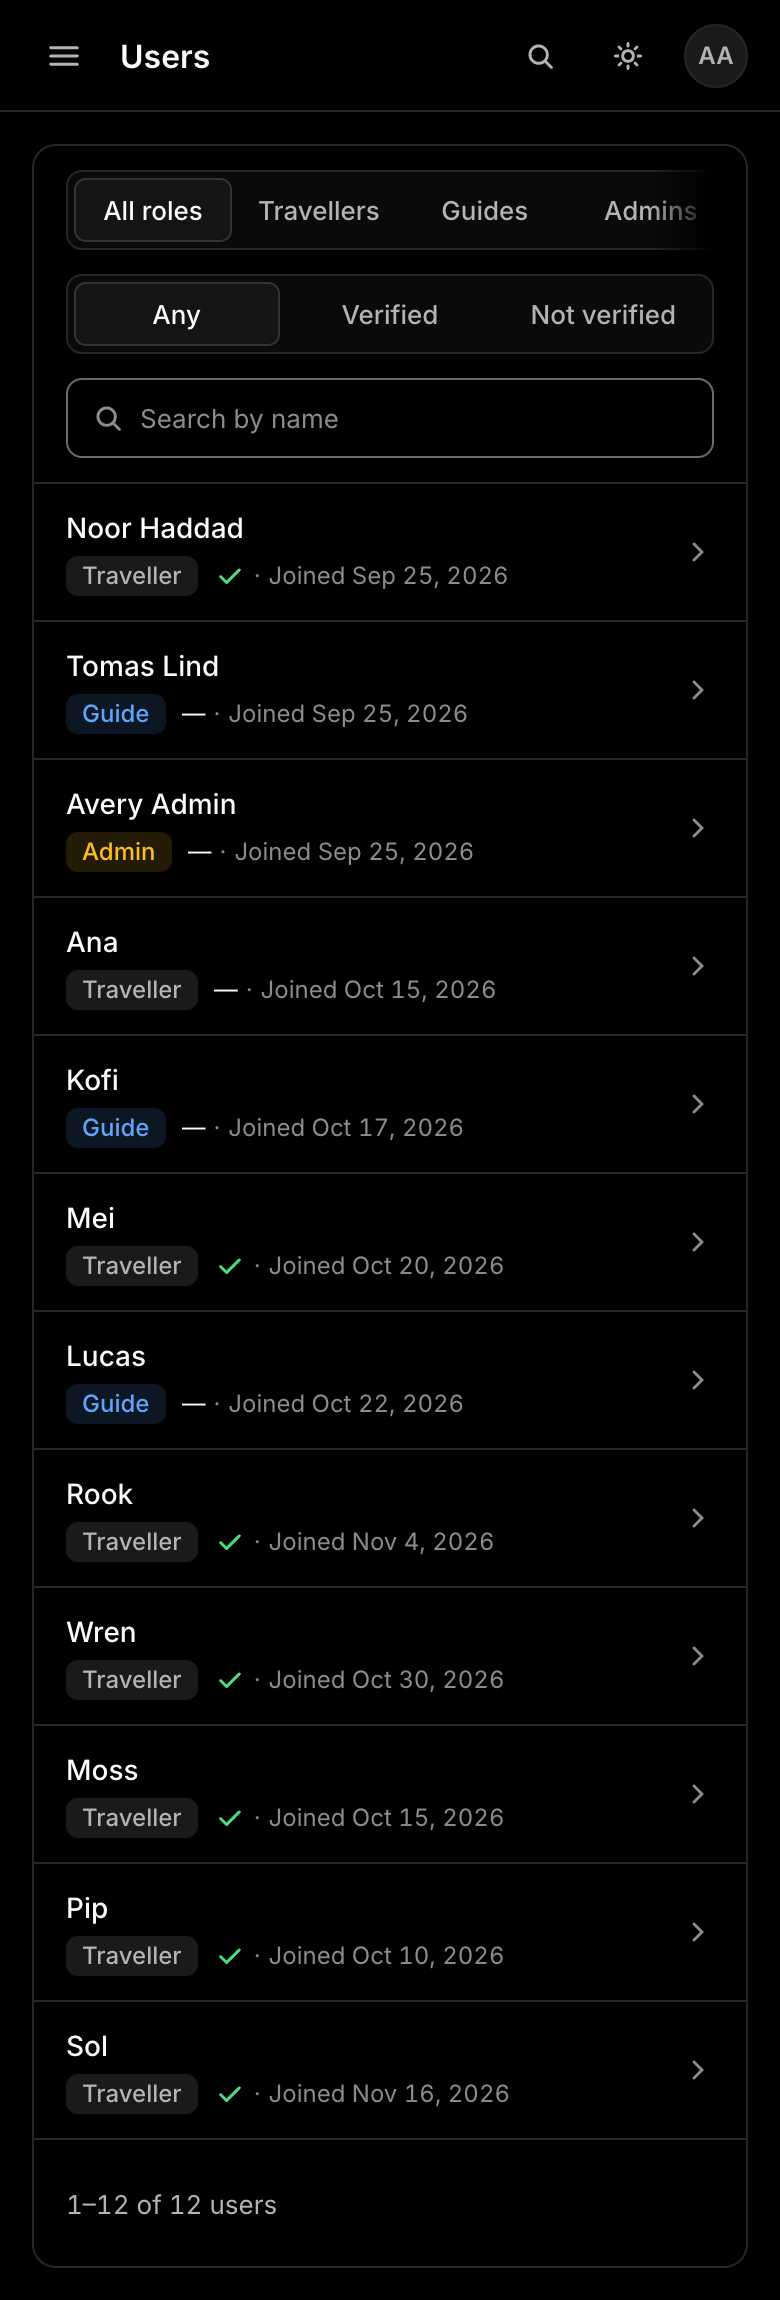 Users
AA
All roles Travellers Guides Admins
Any Verified Not verified
Search by name
Noor Haddad
Traveller ✓ · Joined Sep 25, 2026
Tomas Lind
Guide — · Joined Sep 25, 2026
Avery Admin
Admin — · Joined Sep 25, 2026
Ana
Traveller — · Joined Oct 15, 2026
Kofi
Guide — · Joined Oct 17, 2026
Mei
Traveller ✓ · Joined Oct 20, 2026
Lucas
Guide — · Joined Oct 22, 2026
Rook
Traveller ✓ · Joined Nov 4, 2026
Wren
Traveller ✓ · Joined Oct 30, 2026
Moss
Traveller ✓ · Joined Oct 15, 2026
Pip
Traveller ✓ · Joined Oct 10, 2026
Sol
Traveller ✓ · Joined Nov 16, 2026
1–12 of 12 users